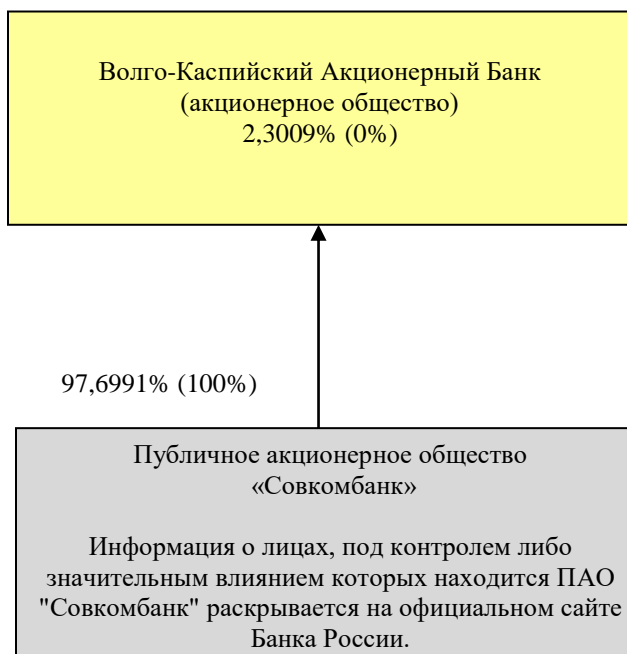 Волго-Каспийский Акционерный Банк
(акционерное общество)
2,3009% (0%)
97,6991% (100%)
Публичное акционерное общество
«Совкомбанк»
Информация о лицах, под контролем либо
значительным влиянием которых находится ПАО
"Совкомбанк" раскрывается на официальном сайте
Банка России.